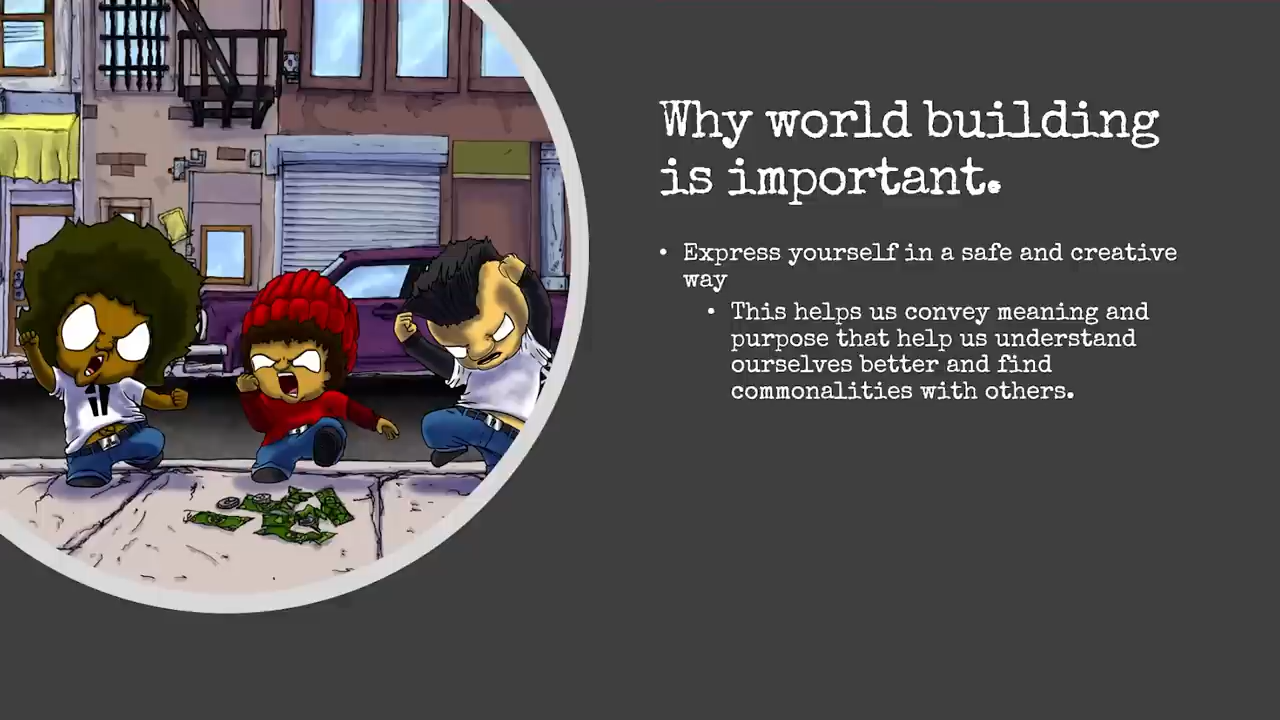 Why world building
is important.
• Express yourself in a safe and creative
way
• This helps us convey meaning and
purpose that help us understand
ourselves better and find
commonalities with others.